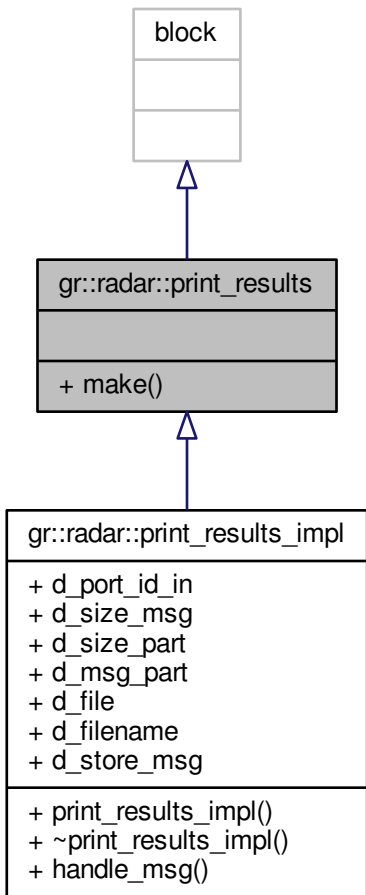 block
gr::radar::print_results
+ make()
gr::radar::print_results_impl
+ d_port_id_in
+ d_size_msg
+ d_size_part
+ d_msg_part
+ d_file
+ d_filename
+ d_store_msg
+ print_results_impl()
+ ~print_results_impl()
+ handle_msg()